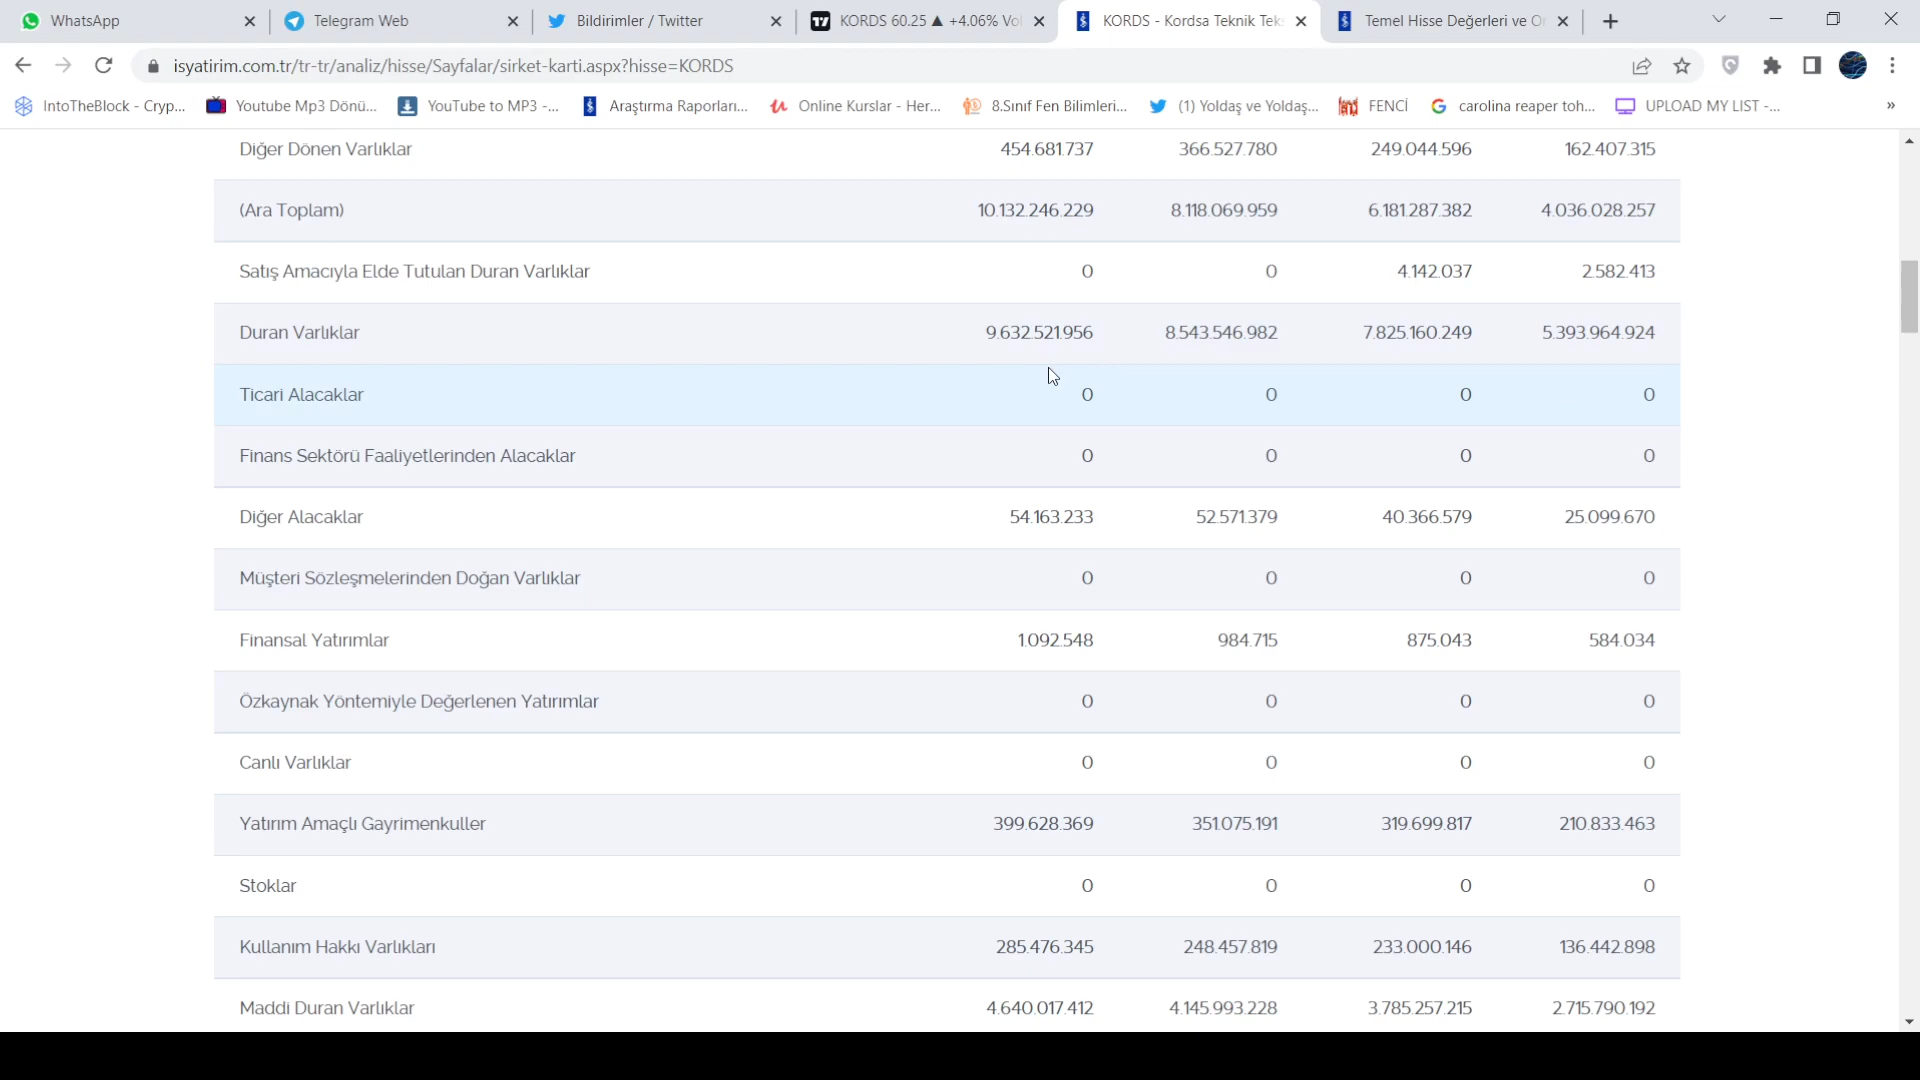 WhatsApp
Telegram Web
Bildirimler / Twitter
KORDS 60.25 ▲ +4.06% Vol
KORDS - Kordsa Teknik Teks
Temel Hisse Değerleri ve Or
isyatirim.com.tr/tr-tr/analiz/hisse/Sayfalar/sirket-karti.aspx?hisse=KORDS
IntoTheBlock - Cryp...
Youtube Mp3 Dönü...
YouTube to MP3 -...
Araştırma Raporları...
Online Kurslar - Her...
8.Sınıf Fen Bilimleri...
(1) Yoldaş ve Yoldaş...
FENCİ
carolina reaper toh...
UPLOAD MY LIST -...
»
Diğer Dönen Varlıklar 454.681.737 366.527.780 249.044.596 162.407.315
(Ara Toplam) 10.132.246.229 8.118.069.959 6.181.287.382 4.036.028.257
Satış Amacıyla Elde Tutulan Duran Varlıklar 0 0 4.142.037 2.582.413
Duran Varlıklar 9.632.521.956 8.543.546.982 7.825.160.249 5.393.964.924
Ticari Alacaklar 0 0 0 0
Finans Sektörü Faaliyetlerinden Alacaklar 0 0 0 0
Diğer Alacaklar 54.163.233 52.571.379 40.366.579 25.099.670
Müşteri Sözleşmelerinden Doğan Varlıklar 0 0 0 0
Finansal Yatırımlar 1.092.548 984.715 875.043 584.034
Özkaynak Yöntemiyle Değerlenen Yatırımlar 0 0 0 0
Canlı Varlıklar 0 0 0 0
Yatırım Amaçlı Gayrimenkuller 399.628.369 351.075.191 319.699.817 210.833.463
Stoklar 0 0 0 0
Kullanım Hakkı Varlıkları 285.476.345 248.457.819 233.000.146 136.442.898
Maddi Duran Varlıklar 4.640.017.412 4.145.993.228 3.785.257.215 2.715.790.192